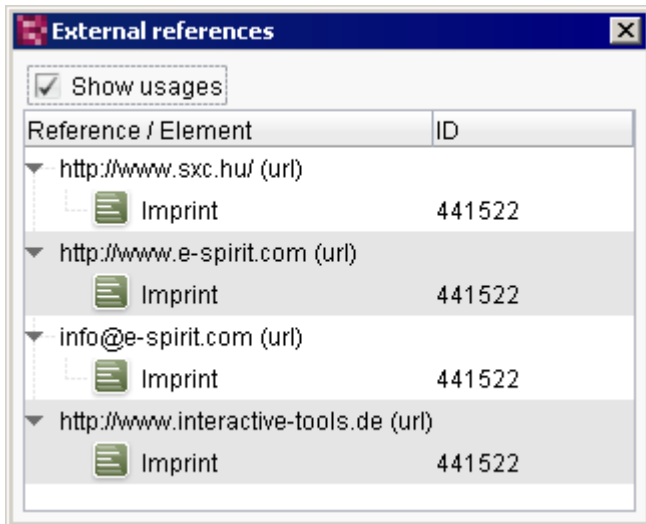 External references
Show usages
Reference / Element ID
http://www.sxc.hu/ (url)
Imprint 441522
http://www.e-spirit.com (url)
Imprint 441522
info@e-spirit.com (url)
Imprint 441522
http://www.interactive-tools.de (url)
Imprint 441522